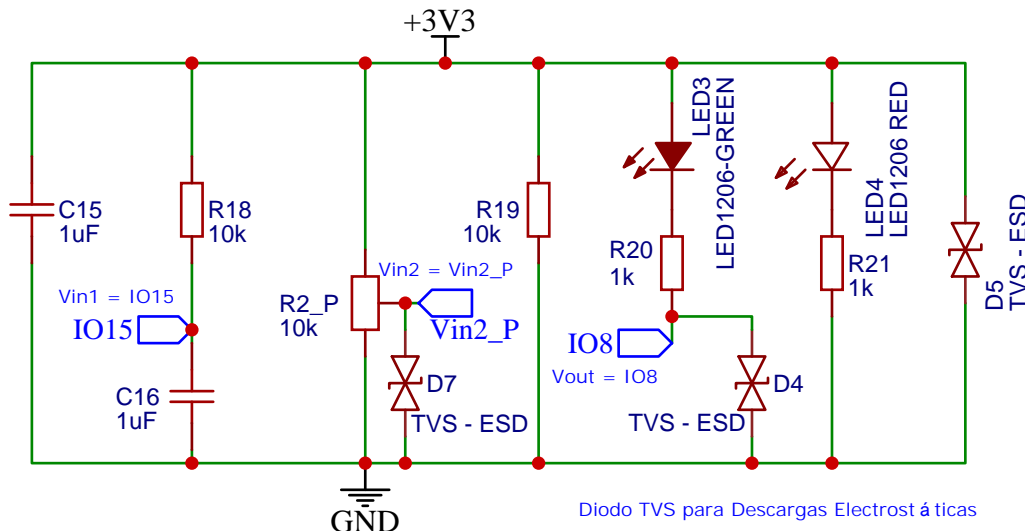 +3V3
C15
1uF
R18
10k
Vin1 = IO15
IO15
C16
1uF
Vin2 = Vin2_P
R2_P
10k
Vin2_P
D7
TVS - ESD
R19
10k
LED3
LED1206-GREEN
R20
1k
IO8
Vout = IO8
D4
TVS - ESD
LED4
LED1206 RED
R21
1k
D5
TVS - ESD
GND
Diodo TVS para Descargas Electrostáticas